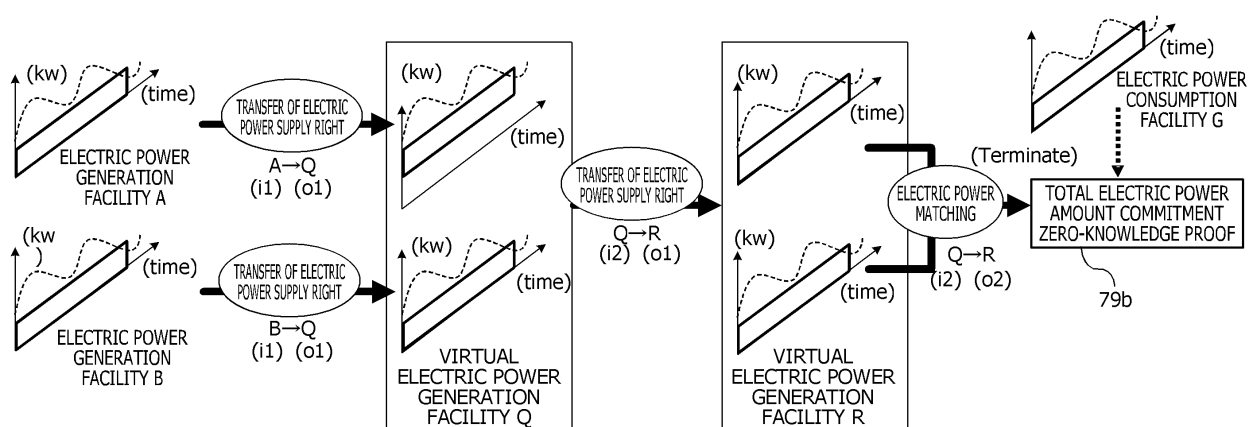 (kw)
(time)
ELECTRIC POWER
GENERATION
FACILITY A
TRANSFER OF ELECTRIC
POWER SUPPLY RIGHT
A→Q
(i1) (o1)
(kw
)
(time)
ELECTRIC POWER
GENERATION
FACILITY B
TRANSFER OF ELECTRIC
POWER SUPPLY RIGHT
B→Q
(i1) (o1)
(kw)
(time)
(kw)
(time)
VIRTUAL
ELECTRIC POWER
GENERATION
FACILITY Q
TRANSFER OF ELECTRIC
POWER SUPPLY RIGHT
Q→R
(i2) (o1)
(kw)
(time)
(kw)
(time)
VIRTUAL
ELECTRIC POWER
GENERATION
FACILITY R
ELECTRIC POWER
MATCHING
Q→R
(i2) (o2)
(Terminate)
(kw)
(time)
ELECTRIC POWER
CONSUMPTION
FACILITY G
TOTAL ELECTRIC POWER
AMOUNT COMMITMENT
ZERO-KNOWLEDGE PROOF
79b